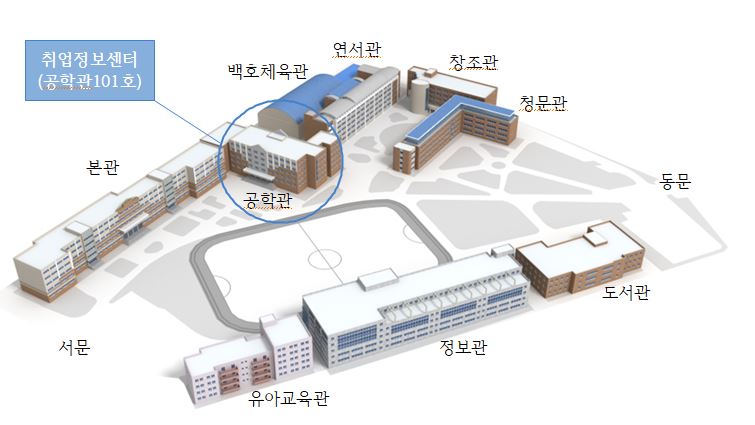 취업정보센터
(공학관101호)
연서관
백호체육관
창조관
청문관
본관
공학관
동문
도서관
서문
정보관
유아교육관